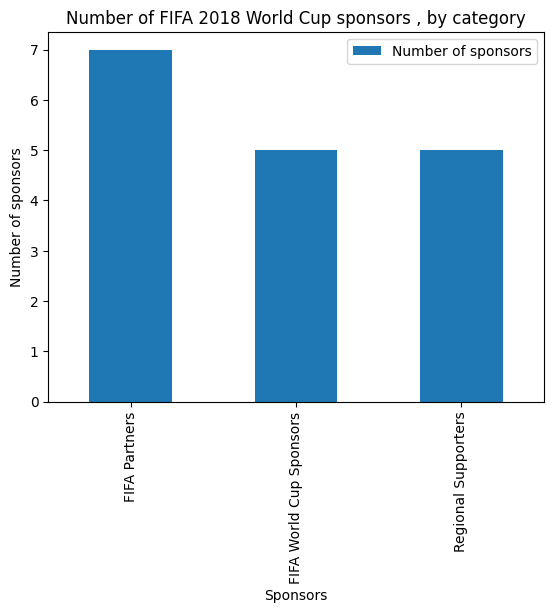 Number of FIFA 2018 World Cup sponsors , by category
Number of sponsors
Number of sponsors
7
6
5
4
3
2
1
0
FIFA Partners
FIFA World Cup Sponsors
Regional Supporters
Sponsors